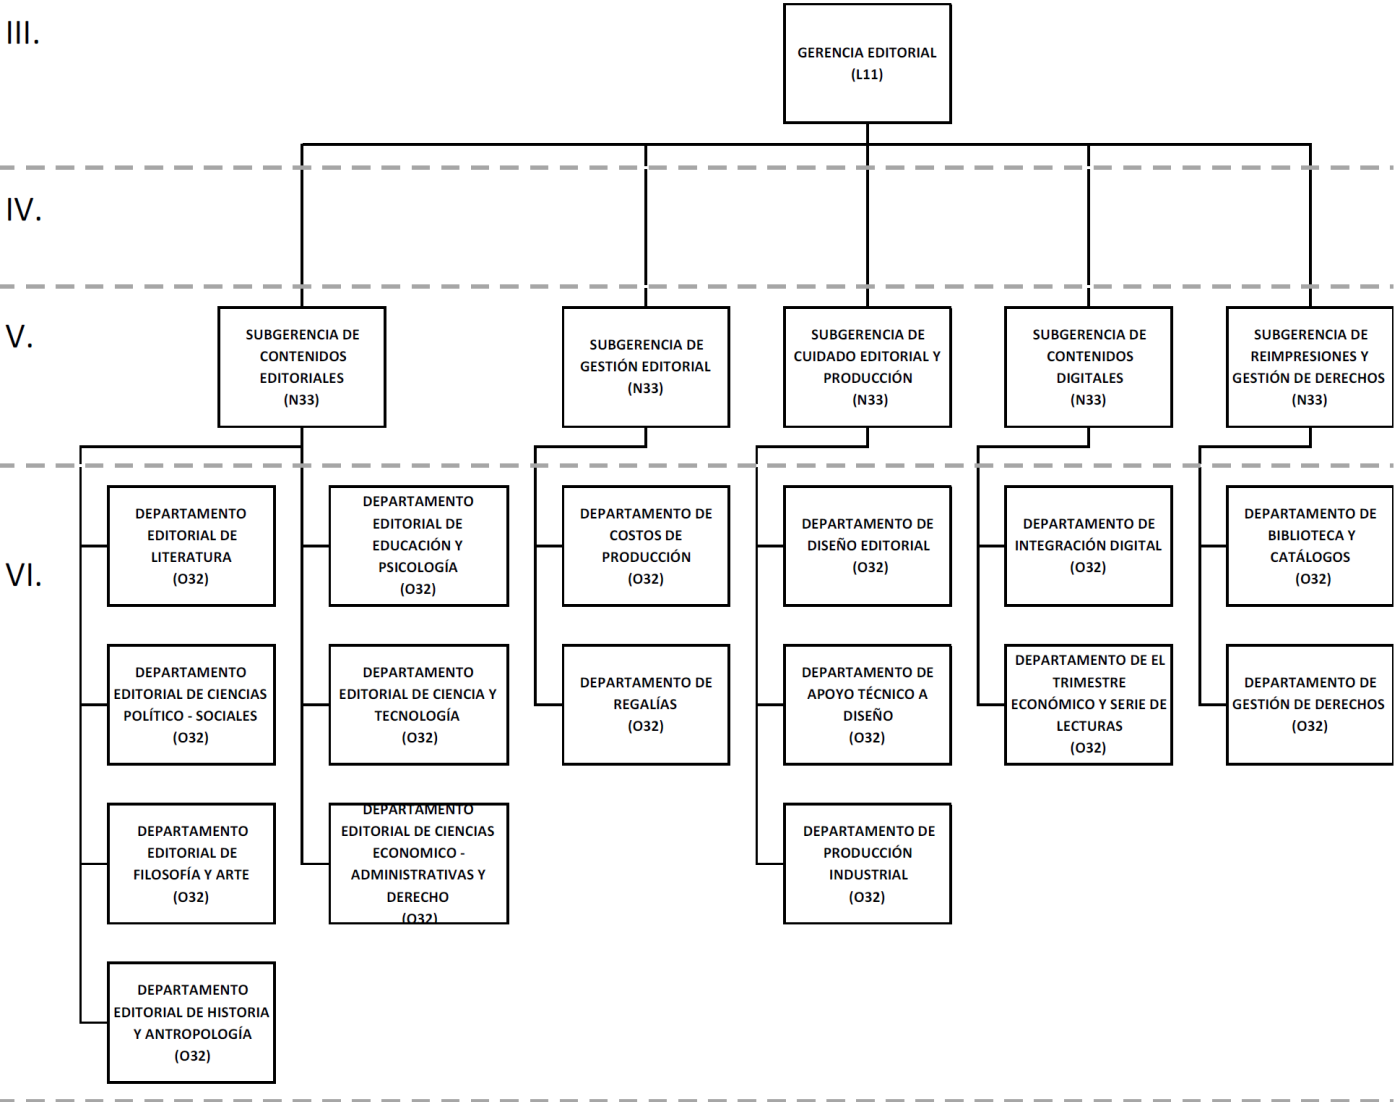 III.
GERENCIA EDITORIAL
(L11)
IV.
V.
SUBGERENCIA DE
CONTENIDOS
EDITORIALES
(N33)
SUBGERENCIA DE
GESTIÓN EDITORIAL
(N33)
SUBGERENCIA DE
CUIDADO EDITORIAL Y
PRODUCCIÓN
(N33)
SUBGERENCIA DE
CONTENIDOS
DIGITALES
(N33)
SUBGERENCIA DE
REIMPRESIONES Y
GESTIÓN DE DERECHOS
(N33)
VI.
DEPARTAMENTO
EDITORIAL DE
LITERATURA
(O32)
DEPARTAMENTO
EDITORIAL DE
EDUCACIÓN Y
PSICOLOGÍA
(O32)
DEPARTAMENTO DE
COSTOS DE
PRODUCCIÓN
(O32)
DEPARTAMENTO DE
DISEÑO EDITORIAL
(O32)
DEPARTAMENTO DE
INTEGRACIÓN DIGITAL
(O32)
DEPARTAMENTO DE
BIBLIOTECA Y
CATÁLOGOS
(O32)
DEPARTAMENTO
EDITORIAL DE CIENCIAS
POLÍTICO - SOCIALES
(O32)
DEPARTAMENTO
EDITORIAL DE CIENCIA Y
TECNOLOGÍA
(O32)
DEPARTAMENTO DE
REGALÍAS
(O32)
DEPARTAMENTO DE
APOYO TÉCNICO A
DISEÑO
(O32)
DEPARTAMENTO DE EL
TRIMESTRE
ECONÓMICO Y SERIE DE
LECTURAS
(O32)
DEPARTAMENTO DE
GESTIÓN DE DERECHOS
(O32)
DEPARTAMENTO
EDITORIAL DE
FILOSOFÍA Y ARTE
(O32)
DEPARTAMENTO
EDITORIAL DE CIENCIAS
ECONOMICO -
ADMINISTRATIVAS Y
DERECHO
(O32)
DEPARTAMENTO DE
PRODUCCIÓN
INDUSTRIAL
(O32)
DEPARTAMENTO
EDITORIAL DE HISTORIA
Y ANTROPOLOGÍA
(O32)